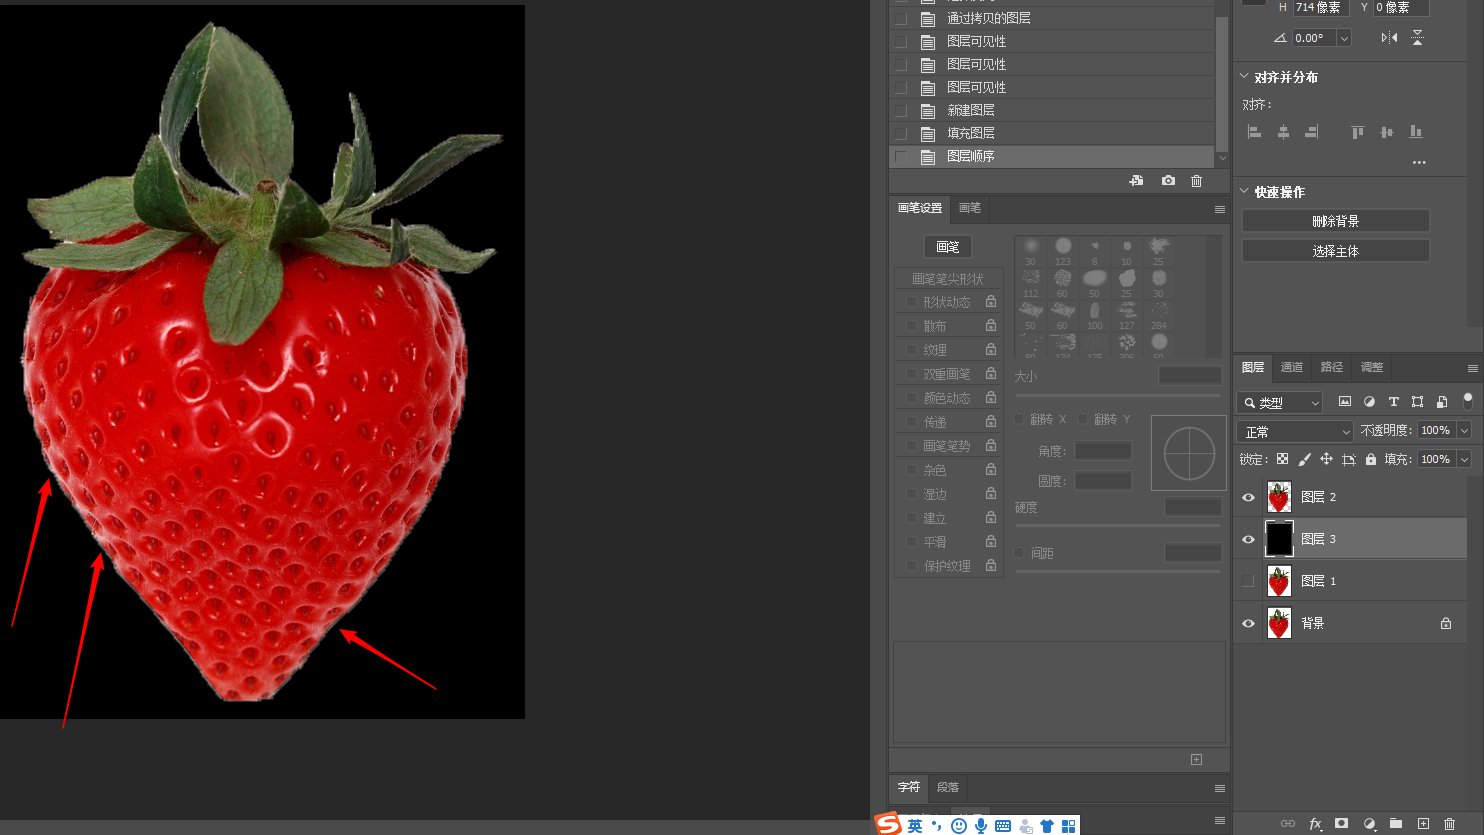 通过拷贝的图层
图层可见性
图层可见性
图层可见性
新建图层
填充图层
图层顺序
画笔设置 画笔
画笔
画笔笔尖形状
形状动态
散布
纹理
双重画笔
颜色动态
传递
画笔笔势
杂色
湿边
建立
平滑
保护纹理
30 123 8 10 25
112 60 50 25 30
50 60 100 127 284
80 174 175 306 50
大小
翻转 X 翻转 Y
角度:
圆度:
硬度
间距
字符 段落
H 714 像素 Y 0 像素
0.00°
对齐并分布
对齐:
快速操作
删除背景
选择主体
图层 通道 路径 调整
类型
正常 不透明度: 100%
锁定: 填充: 100%
图层 2
图层 3
图层 1
背景
fx
S 英